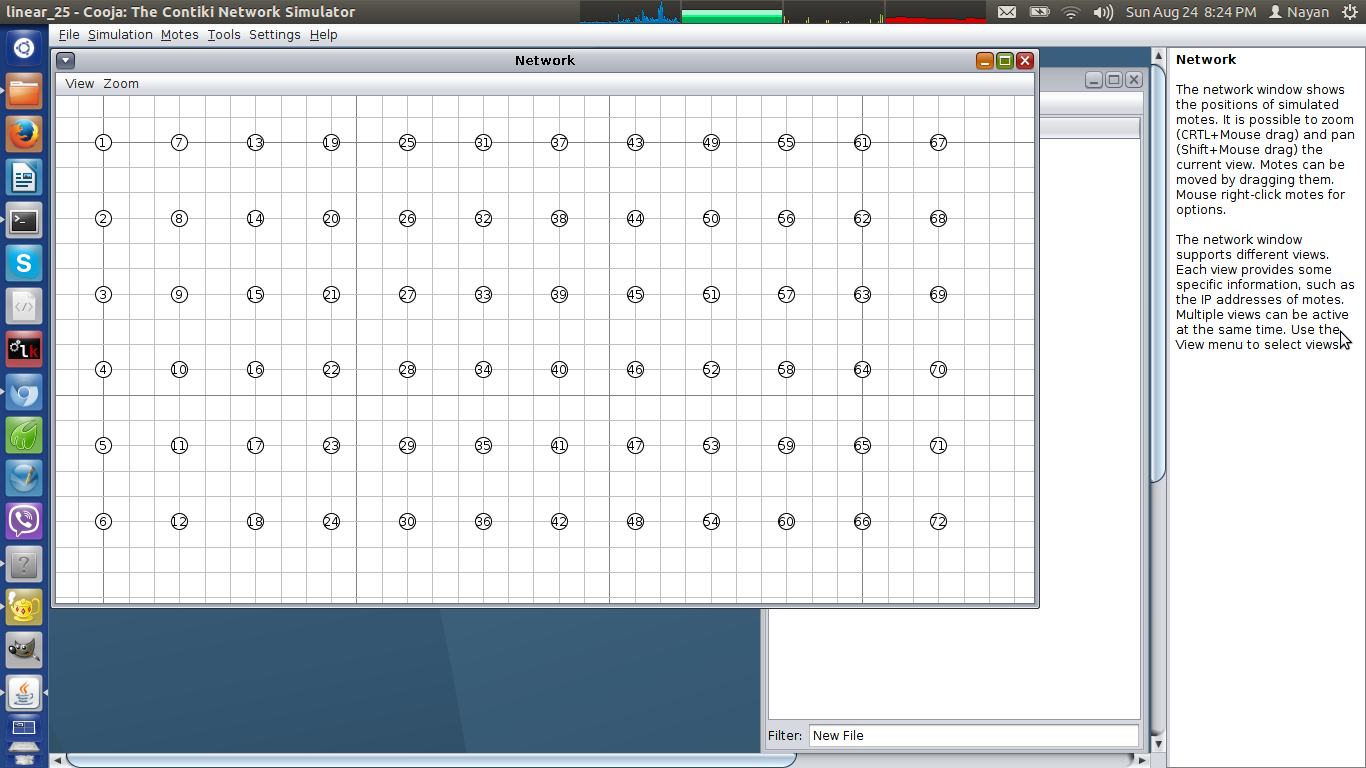 linear_25 - Cooja: The Contiki Network Simulator
Sun Aug 24 8:24 PM Nayan
File Simulation Motes Tools Settings Help
Network
View Zoom
1 7 13 19 25 31 37 43 49 55 61 67
2 8 14 20 26 32 38 44 50 56 62 68
3 9 15 21 27 33 39 45 51 57 63 69
4 10 16 22 28 34 40 46 52 58 64 70
5 11 17 23 29 35 41 47 53 59 65 71
6 12 18 24 30 36 42 48 54 60 66 72
Filter: New File
Network
The network window shows
the positions of simulated
motes. It is possible to zoom
(CRTL+Mouse drag) and pan
(Shift+Mouse drag) the
current view. Motes can be
moved by dragging them.
Mouse right-click motes for
options.
The network window
supports different views.
Each view provides some
specific information, such as
the IP addresses of motes.
Multiple views can be active
at the same time. Use the
View menu to select views.
S
</> 
lk
?